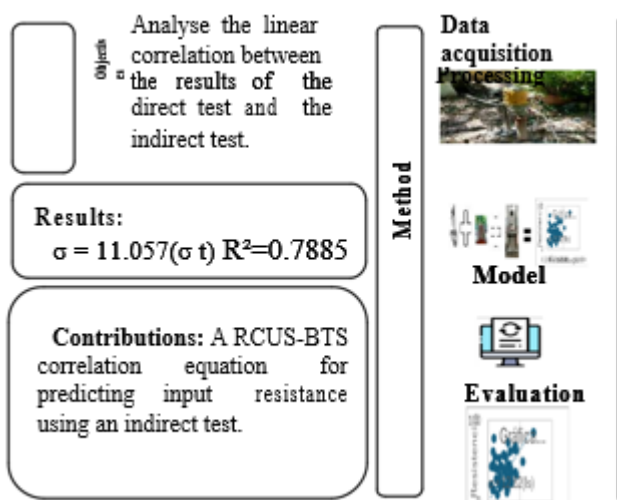 Analyse the linear
correlation between
the results of the
direct test and the
indirect test.
Results:
σ = 11.057(σ t) R²=0.7885
Contributions: A RCUS-BTS
correlation equation for
predicting input resistance
using an indirect test.
Method
Data
acquisition
Processing
Model
Evaluation
Gráfico...